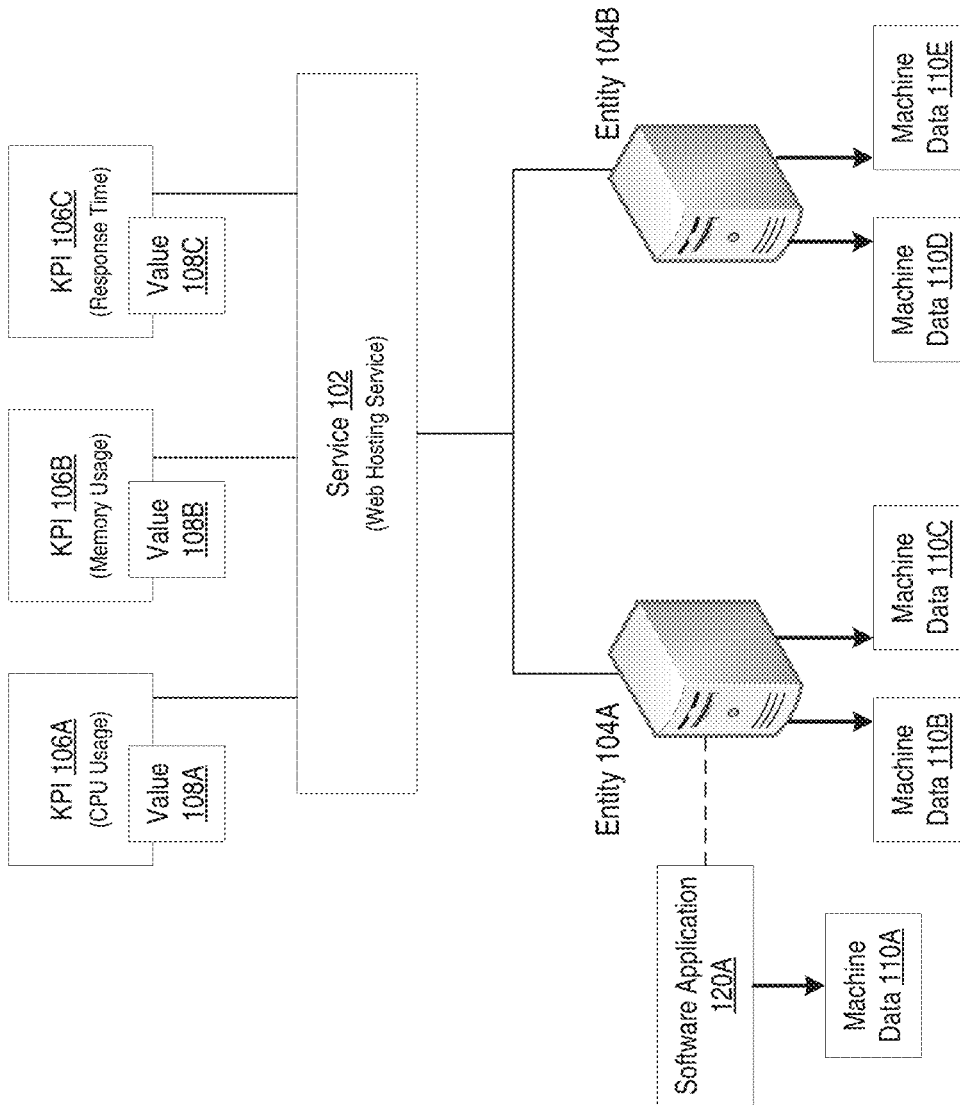 KPI 106A
(CPU Usage)
Value
108A
KPI 106B
(Memory Usage)
Value
108B
KPI 106C
(Response Time)
Value
108C
Service 102
(Web Hosting Service)
Entity 104A
Entity 104B
Software Application
120A
Machine
Data 110A
Machine
Data 110B
Machine
Data 110C
Machine
Data 110D
Machine
Data 110E